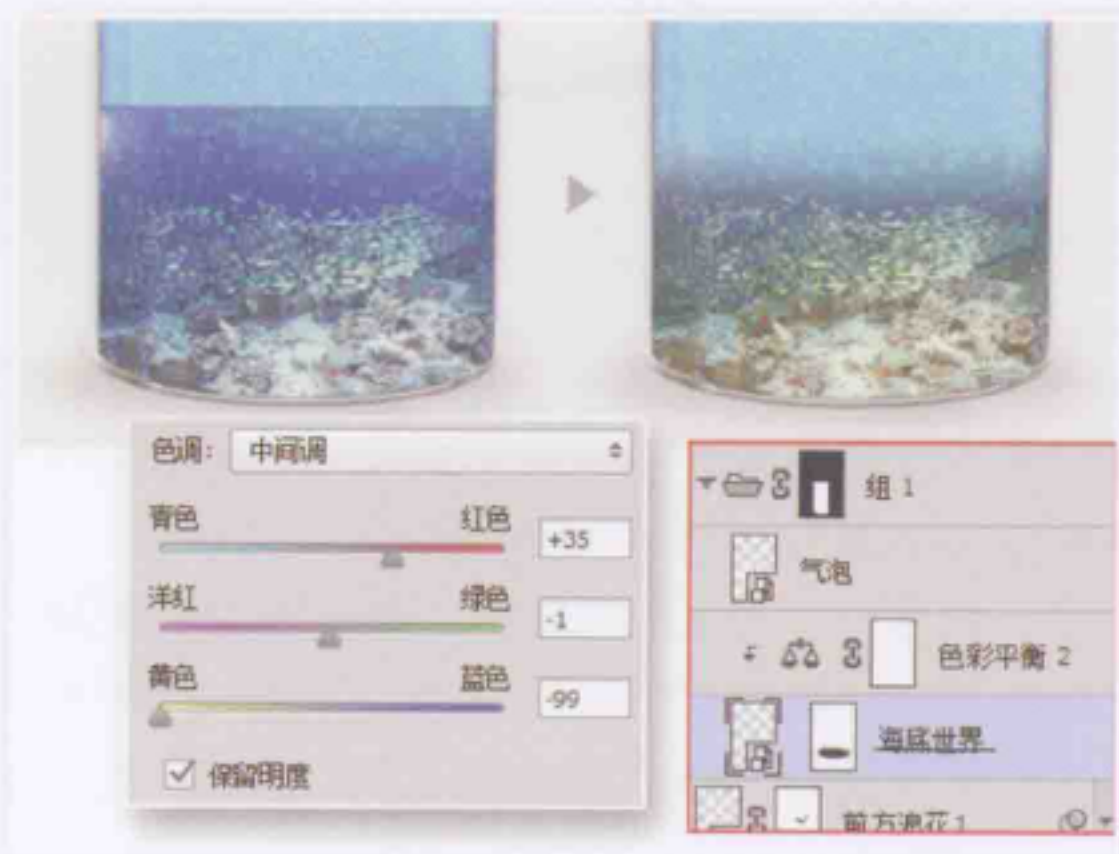 色调: 中间调
青色 红色 +35
洋红 绿色 -1
黄色 蓝色 -99
保留明度
组 1
气泡
色彩平衡 2
海底世界
前方浪花 1